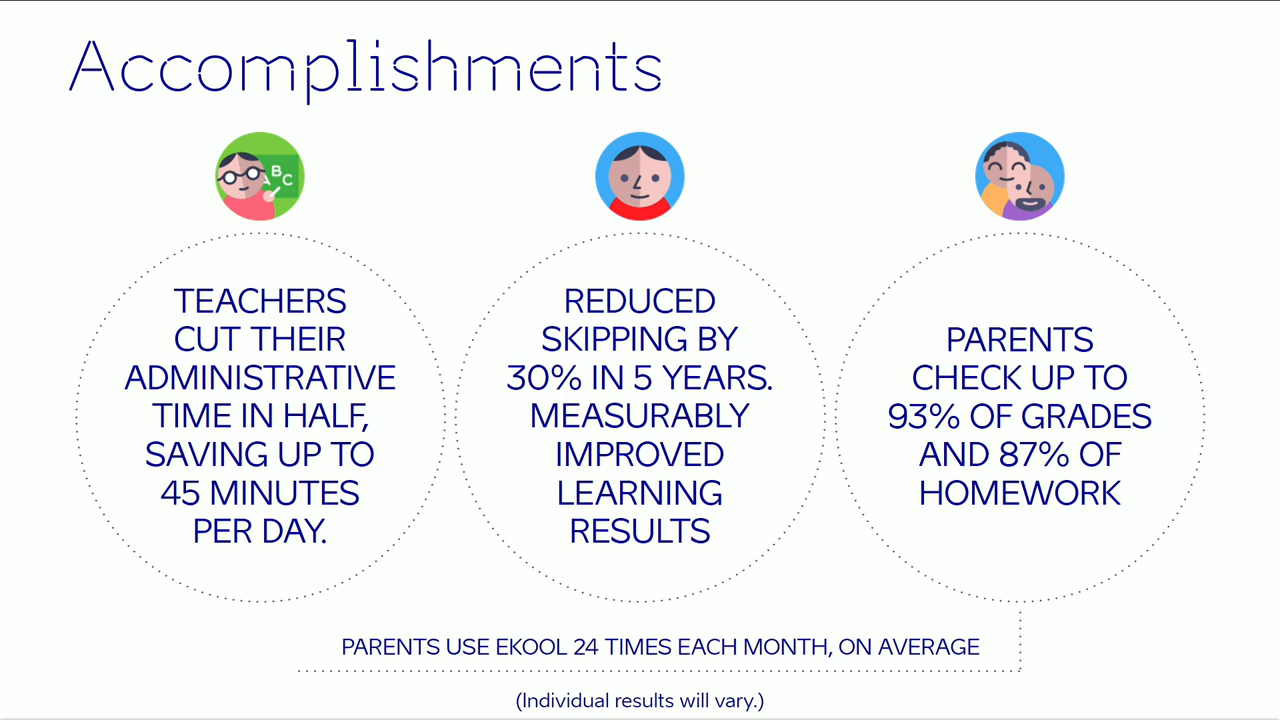 Accomplishments
A B C
TEACHERS
CUT THEIR
ADMINISTRATIVE
TIME IN HALF,
SAVING UP TO
45 MINUTES
PER DAY.
REDUCED
SKIPPING BY
30% IN 5 YEARS.
MEASURABLY
IMPROVED
LEARNING
RESULTS
PARENTS
CHECK UP TO
93% OF GRADES
AND 87% OF
HOMEWORK
PARENTS USE EKOOL 24 TIMES EACH MONTH, ON AVERAGE
(Individual results will vary.)